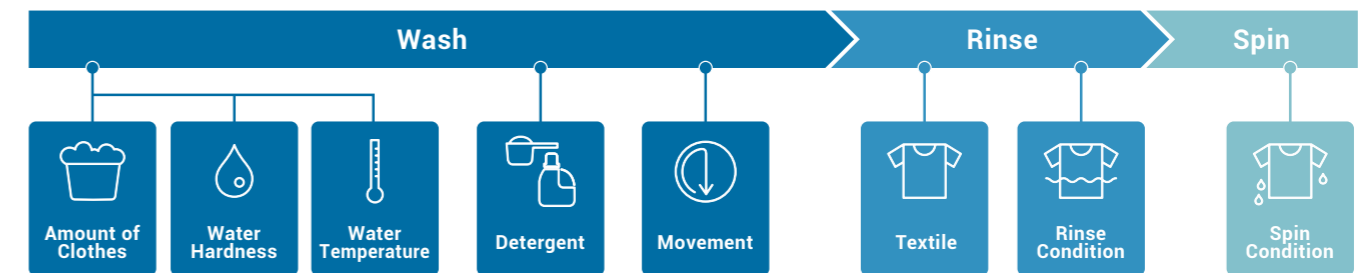 Wash
Rinse
Spin
Amount of
Clothes
Water
Hardness
Water
Temperature
Detergent
Movement
Textile
Rinse
Condition
Spin
Condition